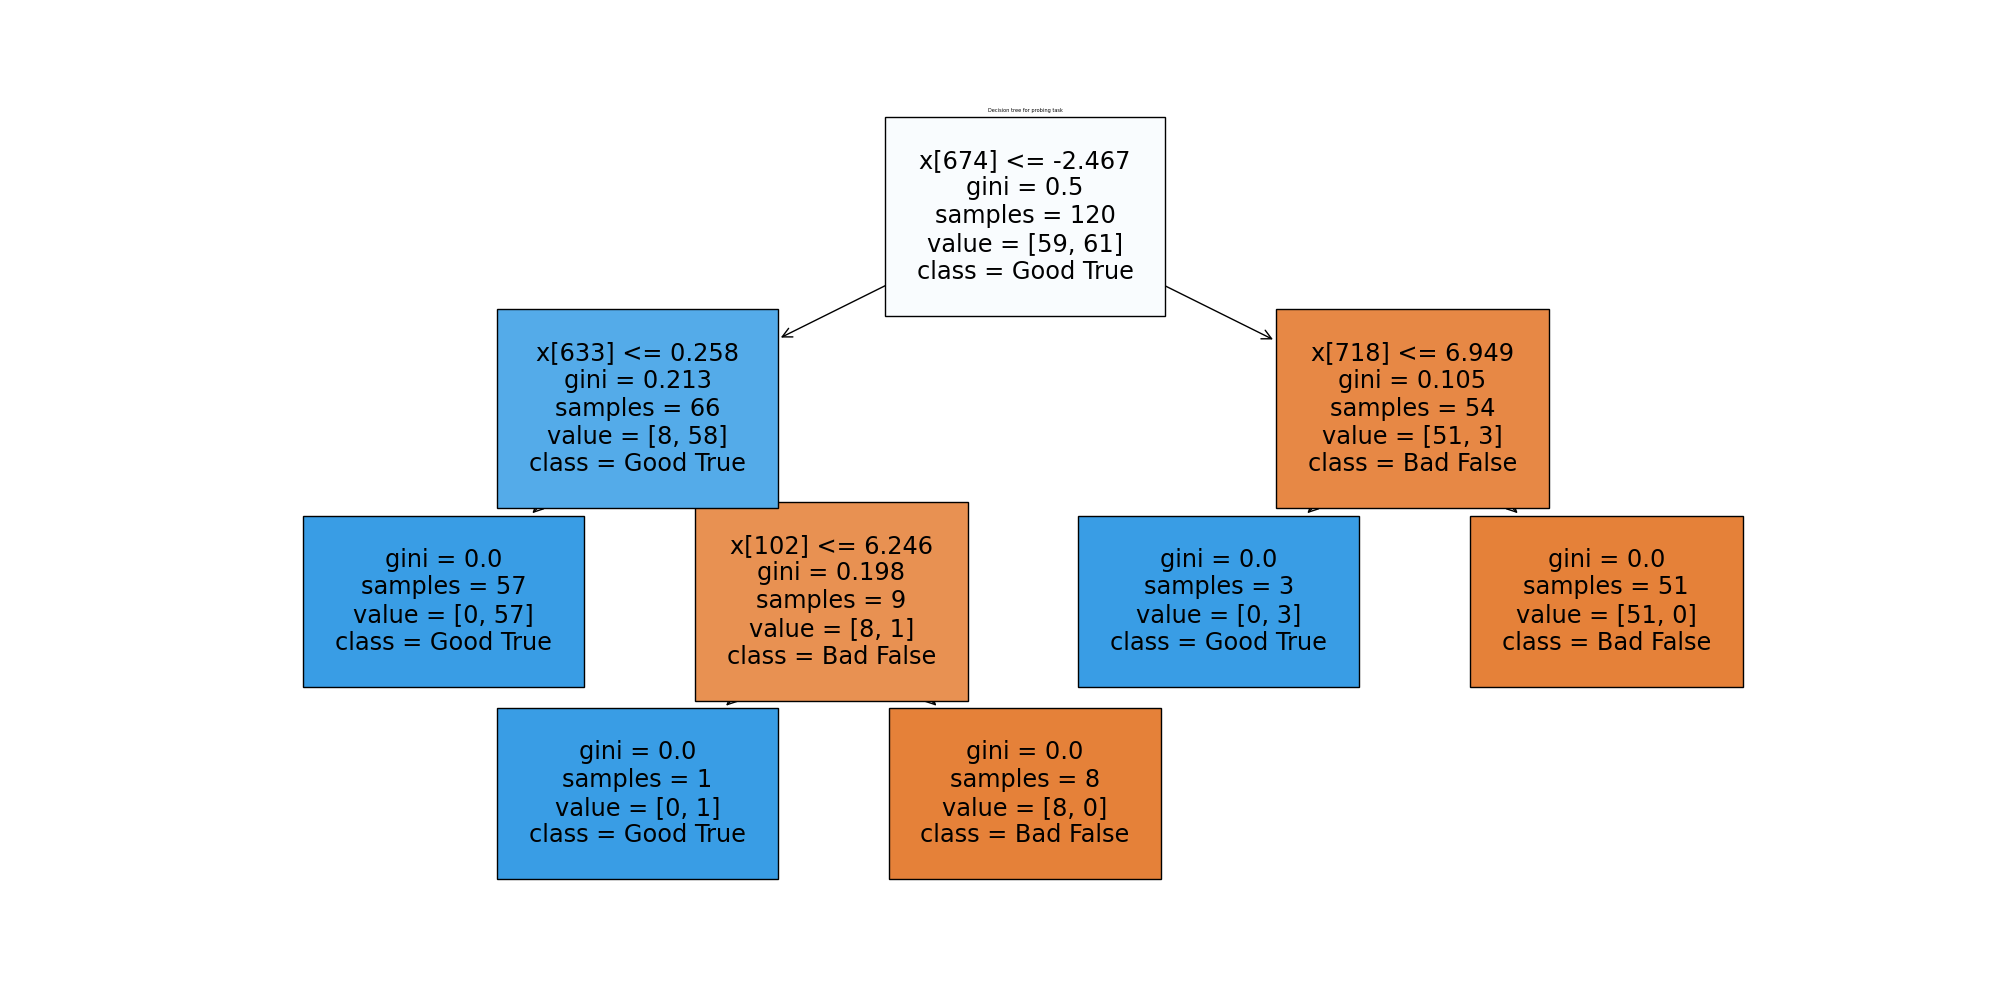 Decision tree for probing task
x[674] <= -2.467
gini = 0.5
samples = 120
value = [59, 61]
class = Good True
x[633] <= 0.258
gini = 0.213
samples = 66
value = [8, 58]
class = Good True
x[718] <= 6.949
gini = 0.105
samples = 54
value = [51, 3]
class = Bad False
gini = 0.0
samples = 57
value = [0, 57]
class = Good True
x[102] <= 6.246
gini = 0.198
samples = 9
value = [8, 1]
class = Bad False
gini = 0.0
samples = 3
value = [0, 3]
class = Good True
gini = 0.0
samples = 51
value = [51, 0]
class = Bad False
gini = 0.0
samples = 1
value = [0, 1]
class = Good True
gini = 0.0
samples = 8
value = [8, 0]
class = Bad False